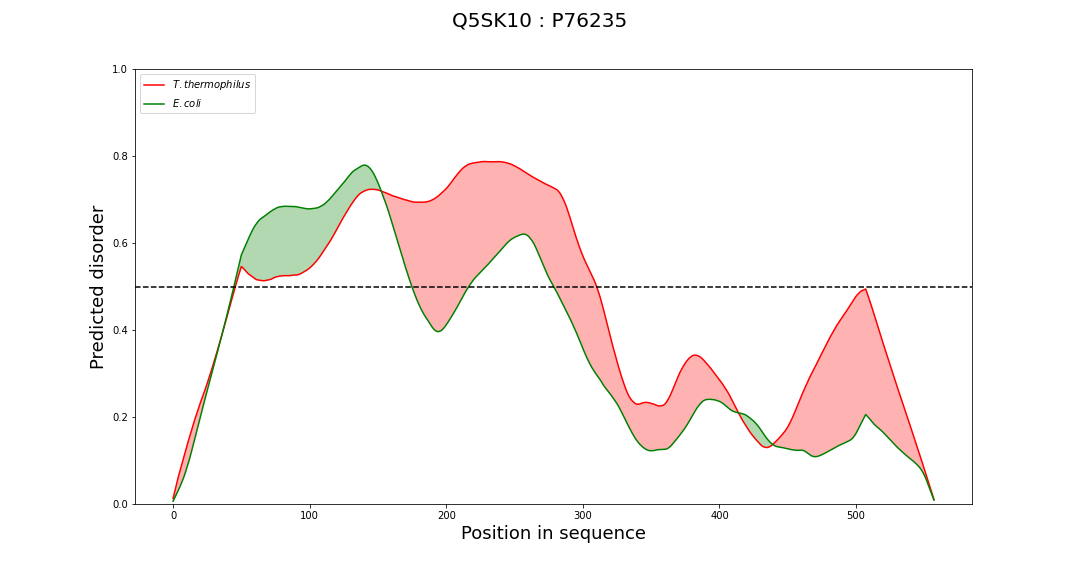 Q5SK10 : P76235
1.0
0.8
0.6
0.4
0.2
0.0
Predicted disorder
T. thermophilus
E. coli
0 100 200 300 400 500
Position in sequence